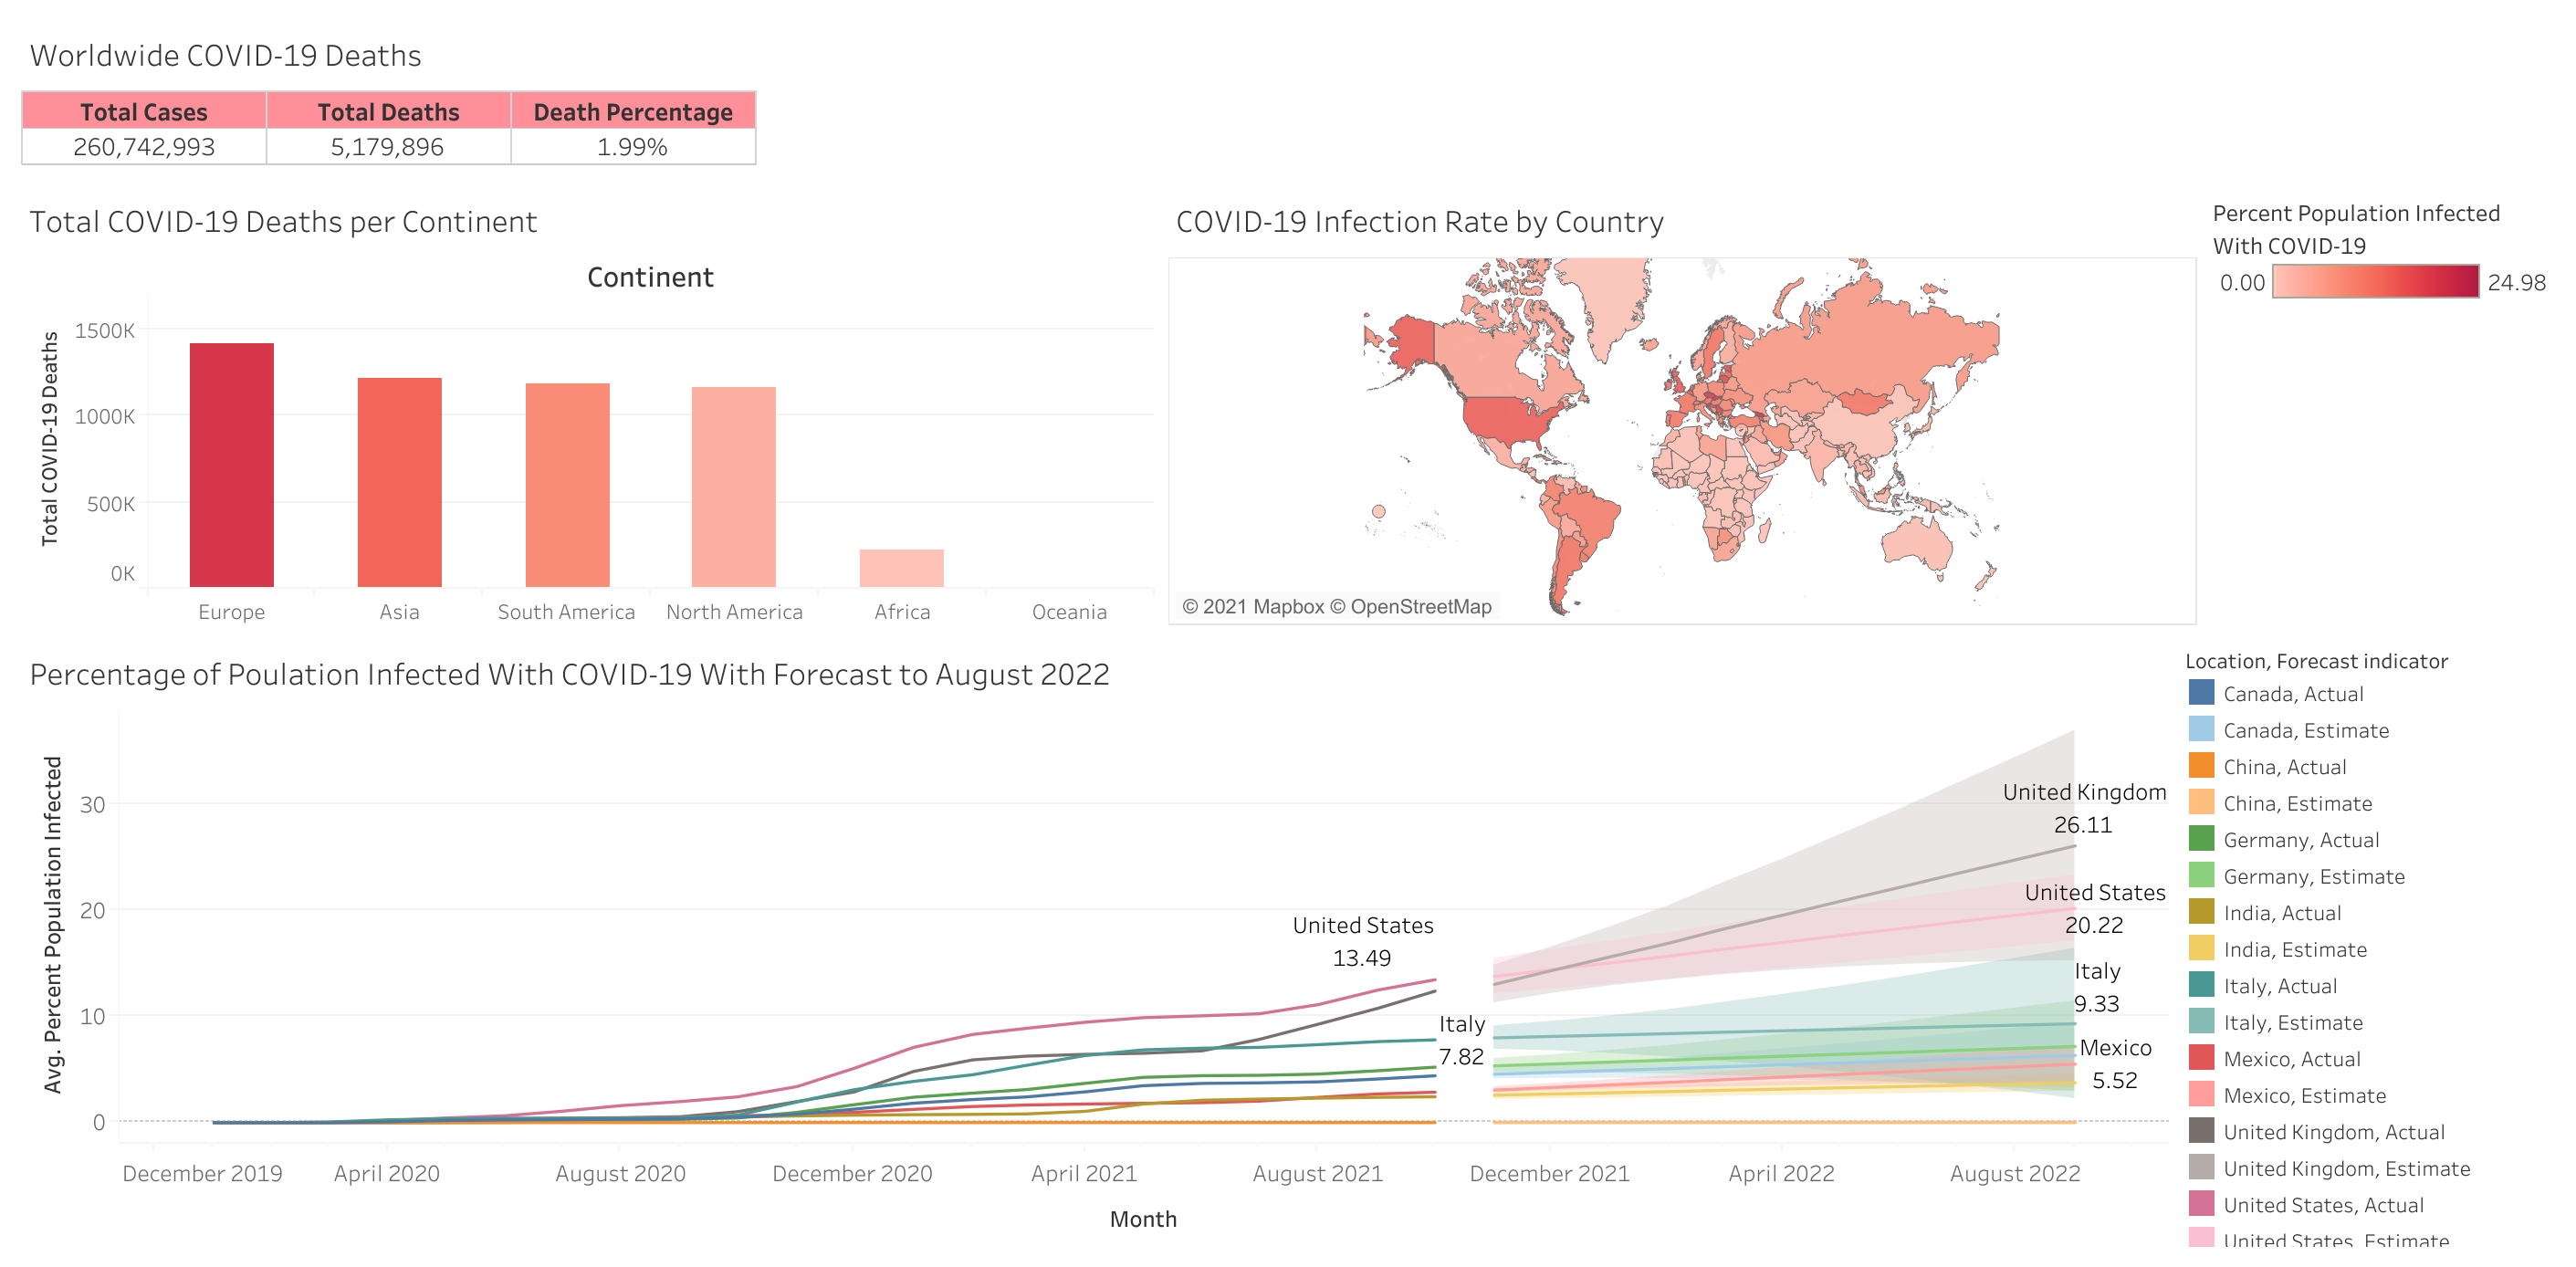 Worldwide COVID-19 Deaths
Total Cases Total Deaths Death Percentage
260,742,993 5,179,896 1.99%
Total COVID-19 Deaths per Continent
Continent
Total COVID-19 Deaths
1500K
1000K
500K
0K
Europe Asia South America North America Africa Oceania
COVID-19 Infection Rate by Country
© 2021 Mapbox © OpenStreetMap
Percent Population Infected
With COVID-19
0.00 24.98
Percentage of Poulation Infected With COVID-19 With Forecast to August 2022
Avg. Percent Population Infected
30
20
10
0
United States
13.49
Italy
7.82
United Kingdom
26.11
United States
20.22
Italy
9.33
Mexico
5.52
December 2019 April 2020 August 2020 December 2020 April 2021 August 2021 December 2021 April 2022 August 2022
Month
Location, Forecast indicator
Canada, Actual
Canada, Estimate
China, Actual
China, Estimate
Germany, Actual
Germany, Estimate
India, Actual
India, Estimate
Italy, Actual
Italy, Estimate
Mexico, Actual
Mexico, Estimate
United Kingdom, Actual
United Kingdom, Estimate
United States, Actual
United States, Estimate